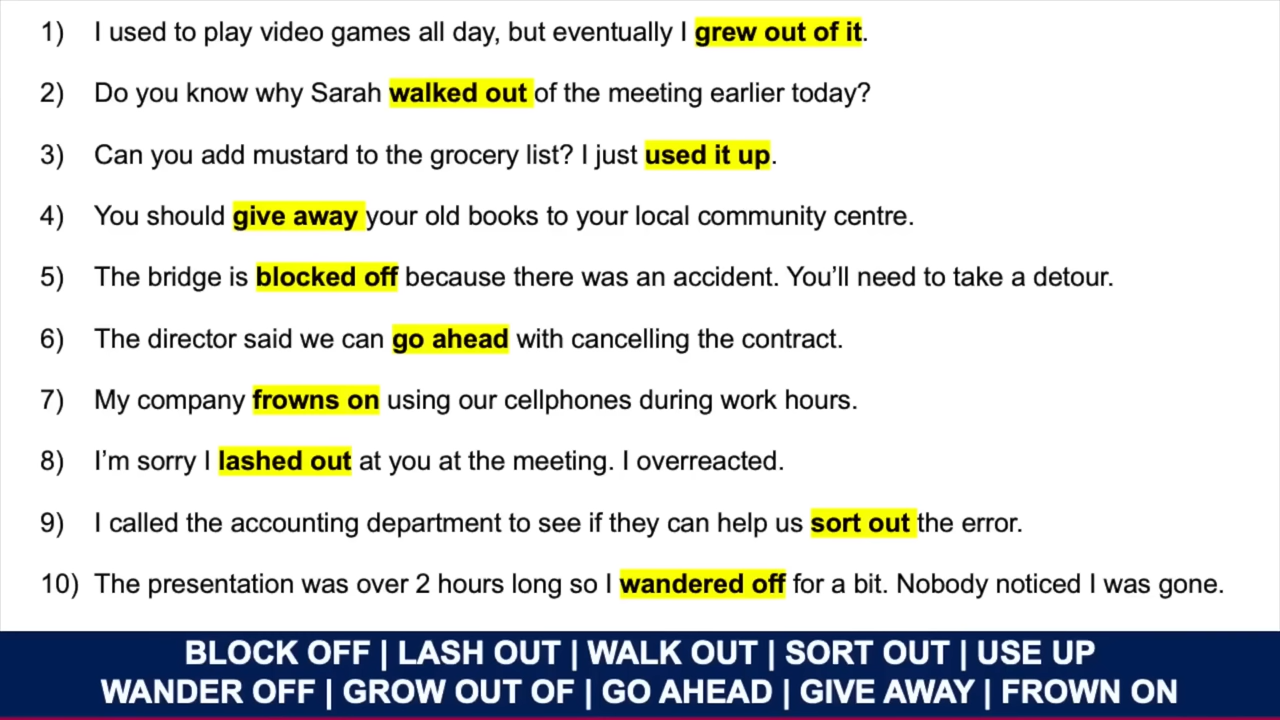 1) I used to play video games all day, but eventually I grew out of it.
2) Do you know why Sarah walked out of the meeting earlier today?
3) Can you add mustard to the grocery list? I just used it up.
4) You should give away your old books to your local community centre.
5) The bridge is blocked off because there was an accident. You’ll need to take a detour.
6) The director said we can go ahead with cancelling the contract.
7) My company frowns on using our cellphones during work hours.
8) I’m sorry I lashed out at you at the meeting. I overreacted.
9) I called the accounting department to see if they can help us sort out the error.
10) The presentation was over 2 hours long so I wandered off for a bit. Nobody noticed I was gone.
BLOCK OFF | LASH OUT | WALK OUT | SORT OUT | USE UP
WANDER OFF | GROW OUT OF | GO AHEAD | GIVE AWAY | FROWN ON